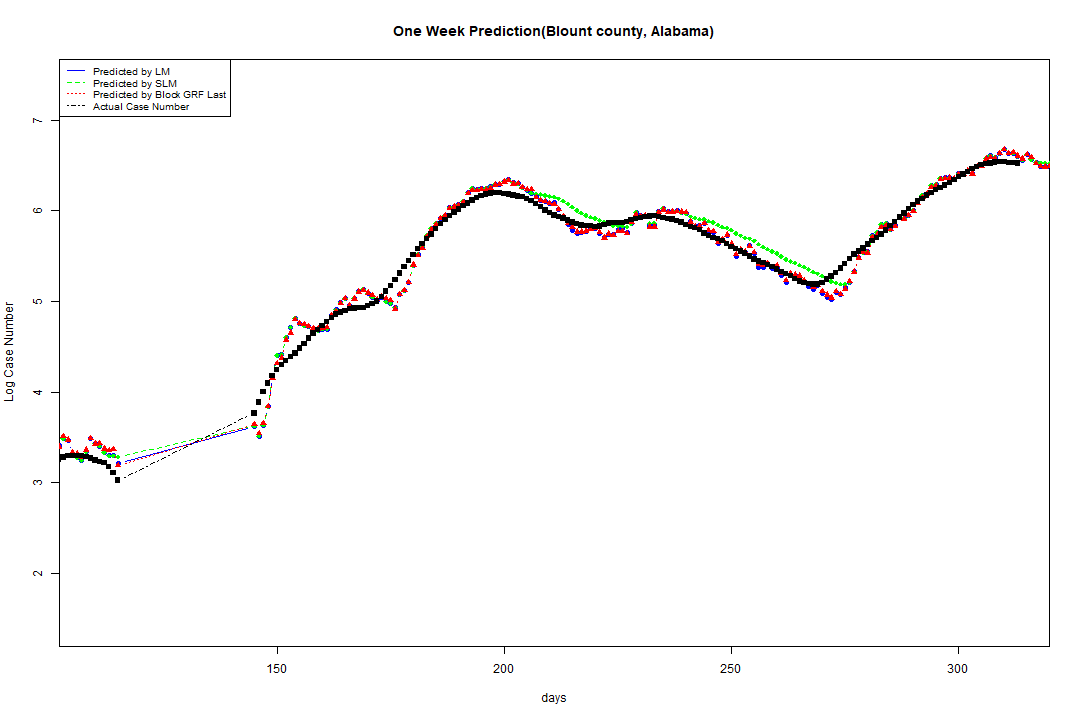 One Week Prediction(Blount county, Alabama)
Predicted by LM
Predicted by SLM
Predicted by Block GRF Last
Actual Case Number
7
6
5
4
3
2
Log Case Number
150
200
250
300
days